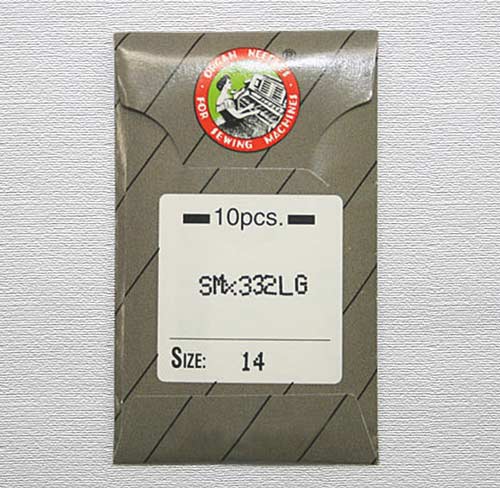 ORGAN NEEDLES
FOR SEWING MACHINES
®
10pcs.
SMx332LG
SIZE: 14